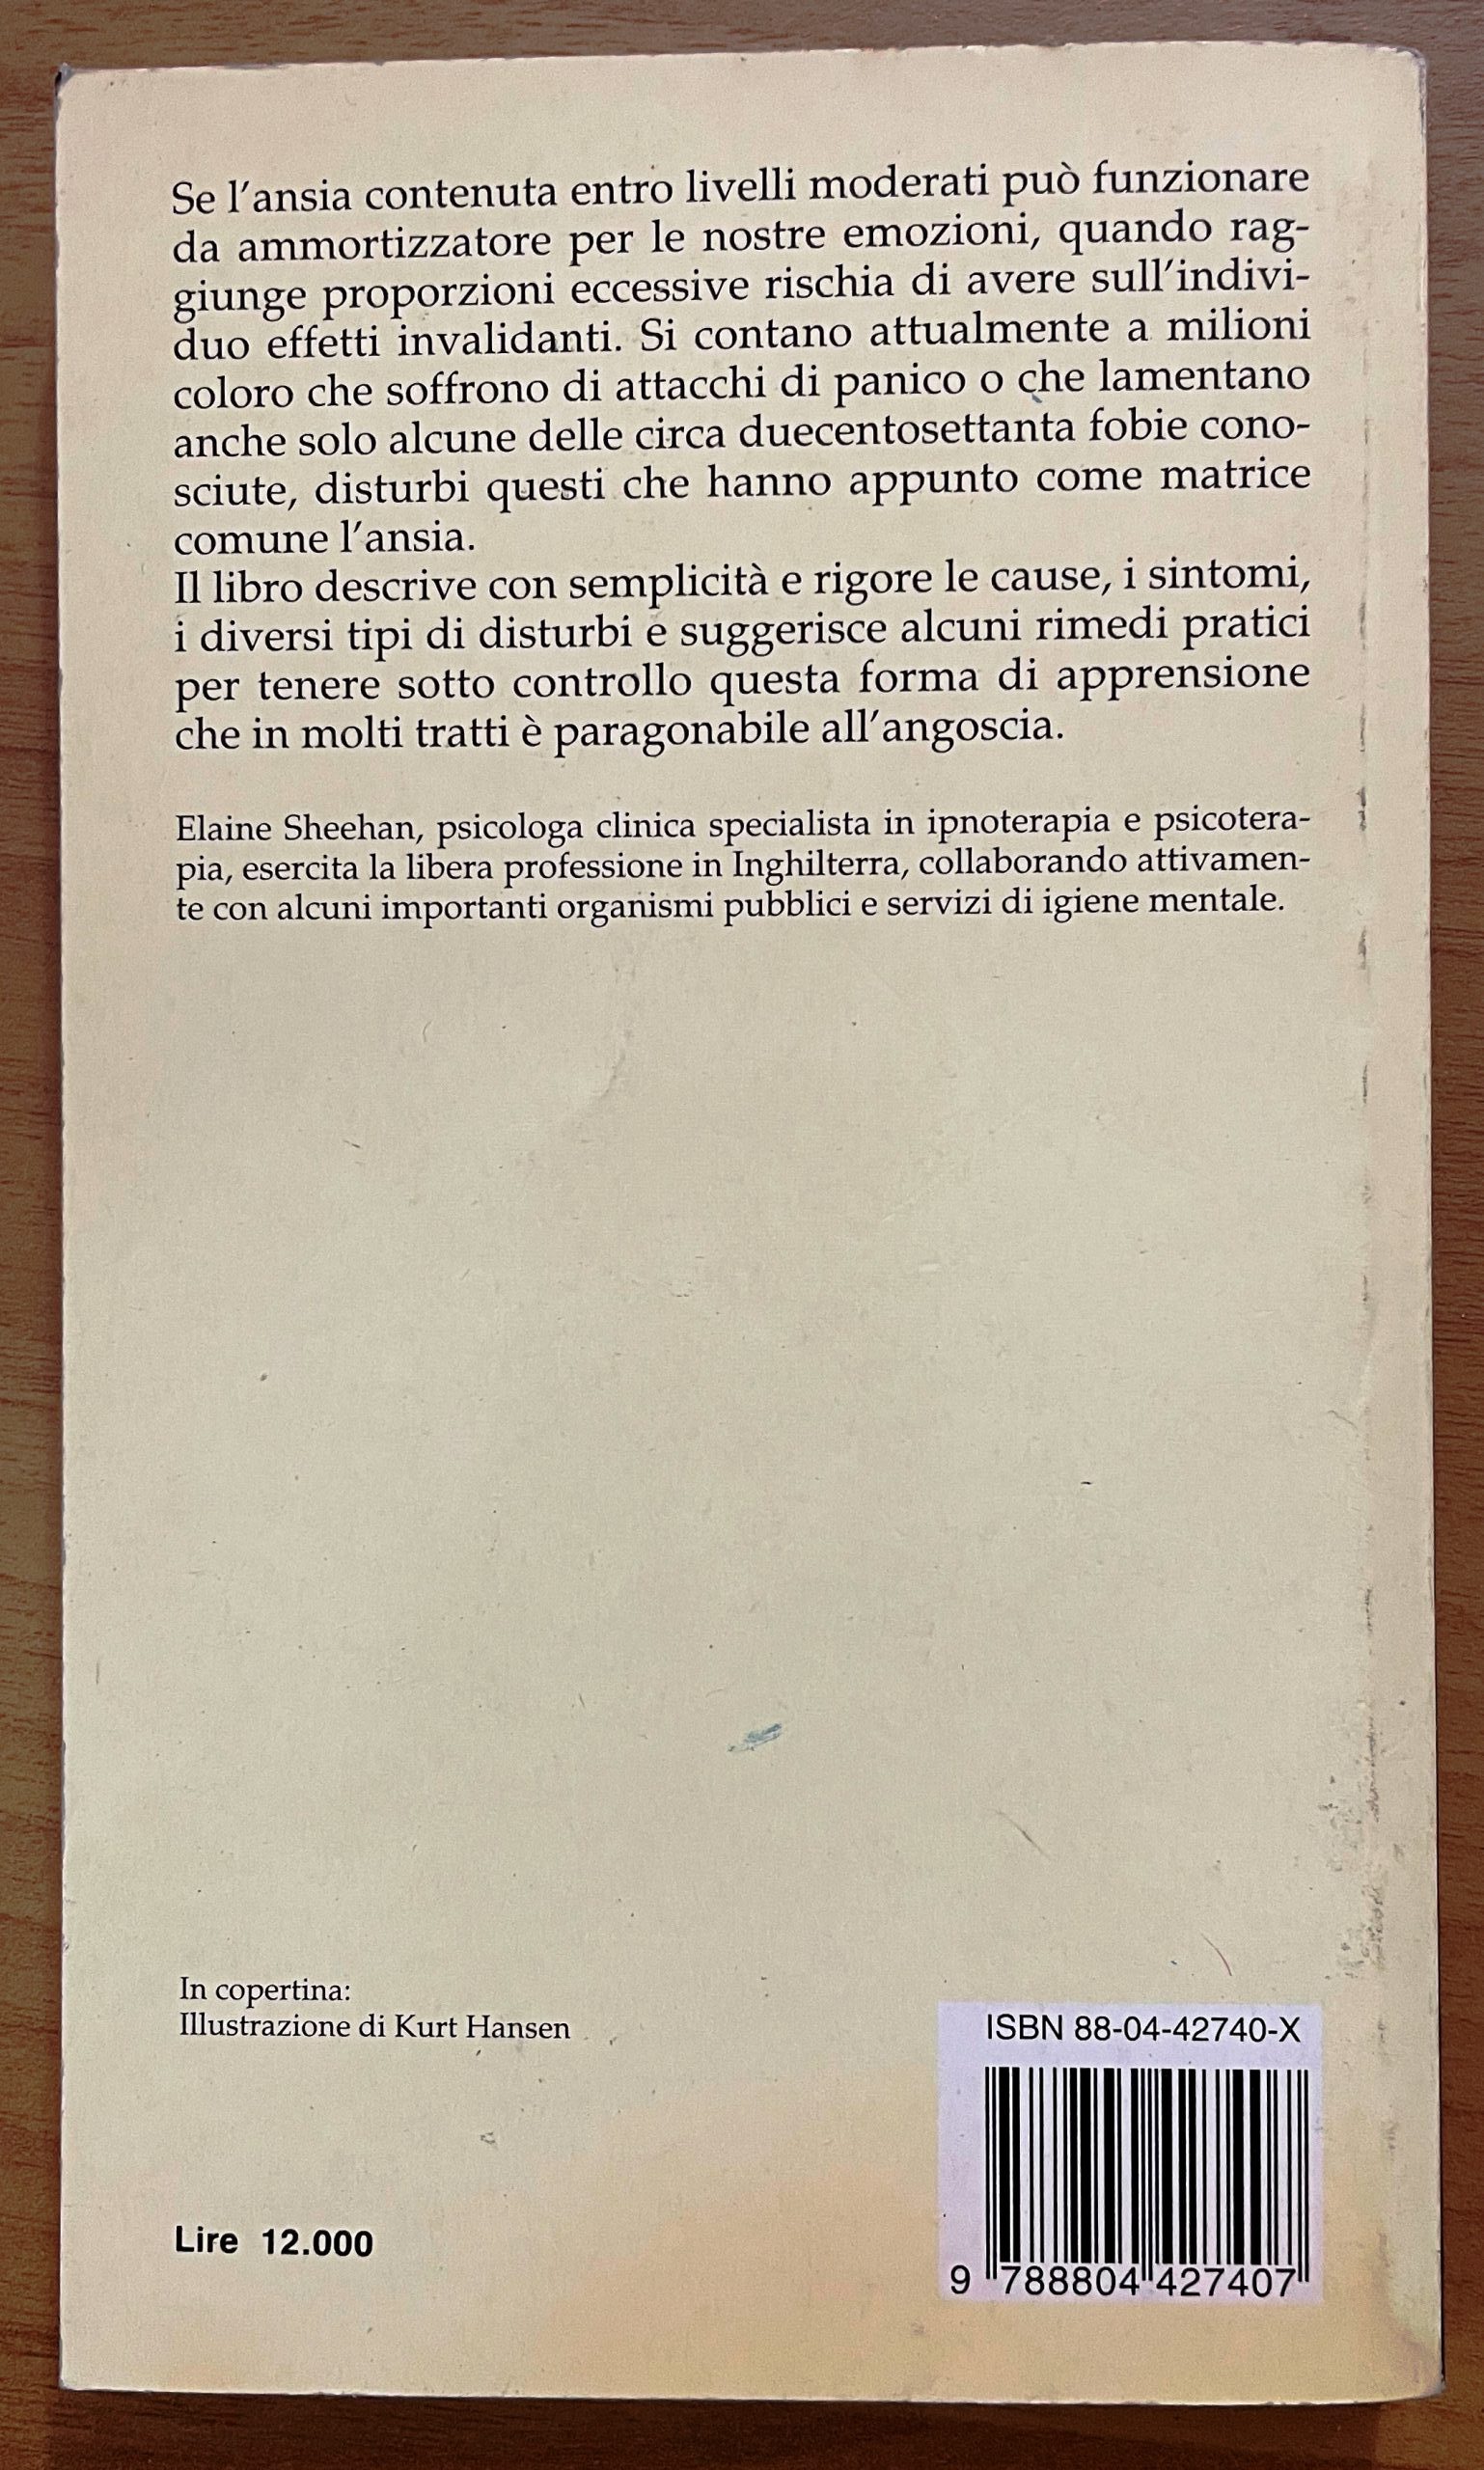 Se l'ansia contenuta entro livelli moderati può funzionare
da ammortizzatore per le nostre emozioni, quando rag-
giunge proporzioni eccessive rischia di avere sull'indivi-
duo effetti invalidanti. Si contano attualmente a milioni
coloro che soffrono di attacchi di panico o che lamentano
anche solo alcune delle circa duecentosettanta fobie cono-
sciute, disturbi questi che hanno appunto come matrice
comune l'ansia.
Il libro descrive con semplicità e rigore le cause, i sintomi,
i diversi tipi di disturbi e suggerisce alcuni rimedi pratici
per tenere sotto controllo questa forma di apprensione
che in molti tratti è paragonabile all'angoscia.
Elaine Sheehan, psicologa clinica specialista in ipnoterapia e psicotera-
pia, esercita la libera professione in Inghilterra, collaborando attivamen-
te con alcuni importanti organismi pubblici e servizi di igiene mentale.
In copertina:
Illustrazione di Kurt Hansen
Lire 12.000
ISBN 88-04-42740-X
9 788804 427407